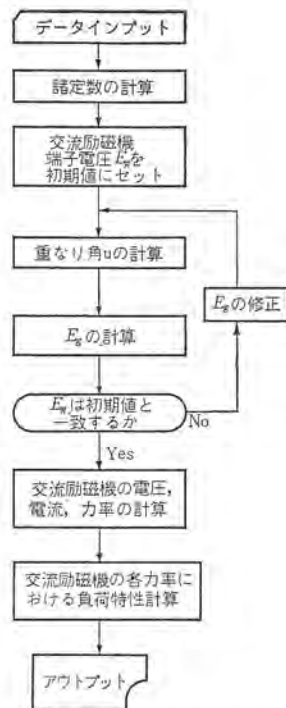 データインプット
諸定数の計算
交流励磁機
端子電圧Egを
初期値にセット
重なり角uの計算
Egの修正
Egの計算
Egは初期値と
一致するか
No
Yes
交流励磁機の電圧,
電流, 力率の計算
交流励磁機の各力率に
おける負荷特性計算
アウトプット